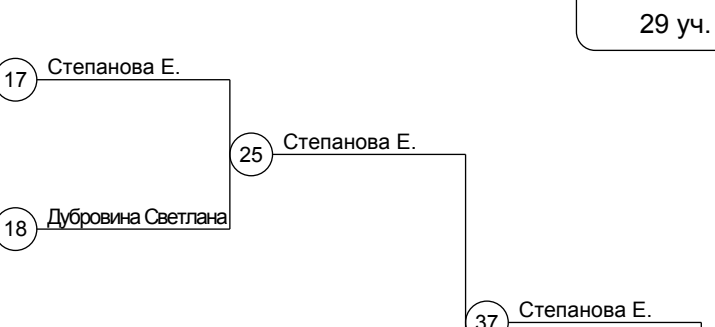 29 уч.
17 Степанова Е.
25 Степанова Е.
18 Дубровина Светлана
37 Степанова Е.